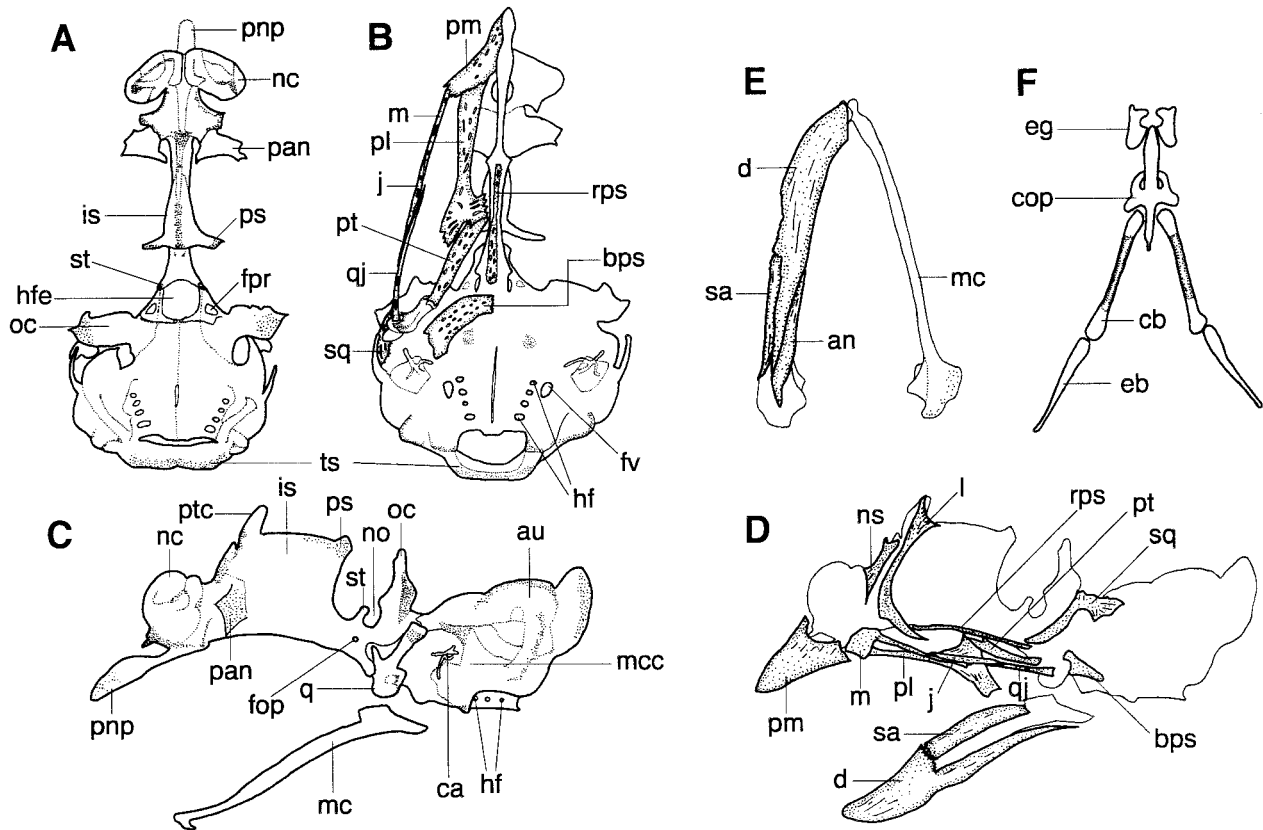 A
pnp
nc
pan
is
ps
st
fpr
hfe
oc
ts
B
pm
m
pl
j
rps
pt
bps
qj
sq
fv
hf
E
d
sa
mc
an
F
eg
cop
cb
eb
C
ptc
is
ps
oc
nc
no
au
st
pan
fop
q
mcc
pnp
mc
ca
hf
D
l
ns
rps
pt
sq
pm
m
pl
j
qj
bps
sa
d